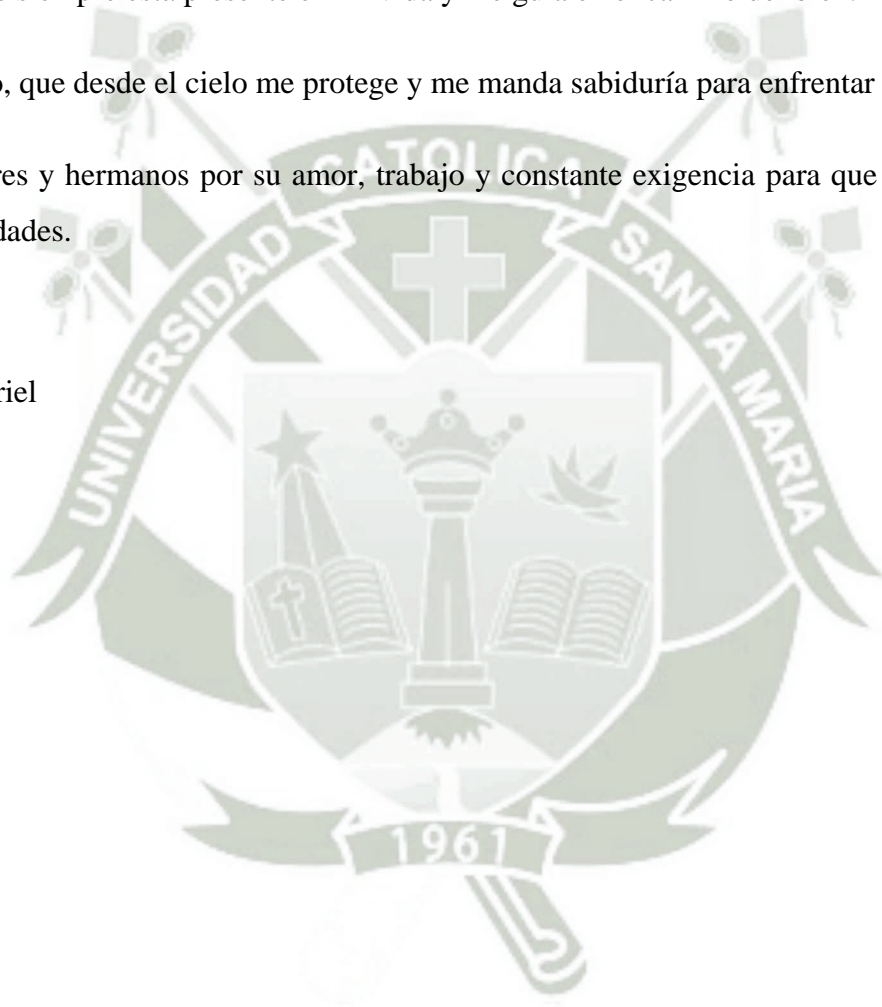 , que desde el cielo me protege y me manda sabiduría para enfrentar
res y hermanos por su amor, trabajo y constante exigencia para que
dades.
riel
CATOLICA
UNIVERSIDAD
SANTA MARIA
1961